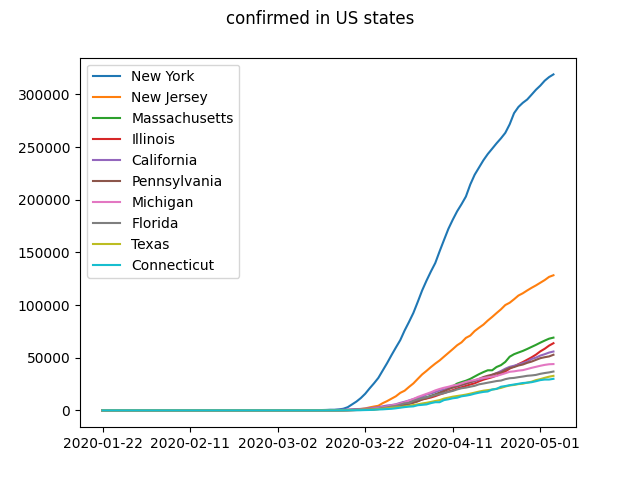 confirmed in US states
300000
250000
200000
150000
100000
50000
0
New York
New Jersey
Massachusetts
Illinois
California
Pennsylvania
Michigan
Florida
Texas
Connecticut
2020-01-22 2020-02-11 2020-03-02 2020-03-22 2020-04-11 2020-05-01